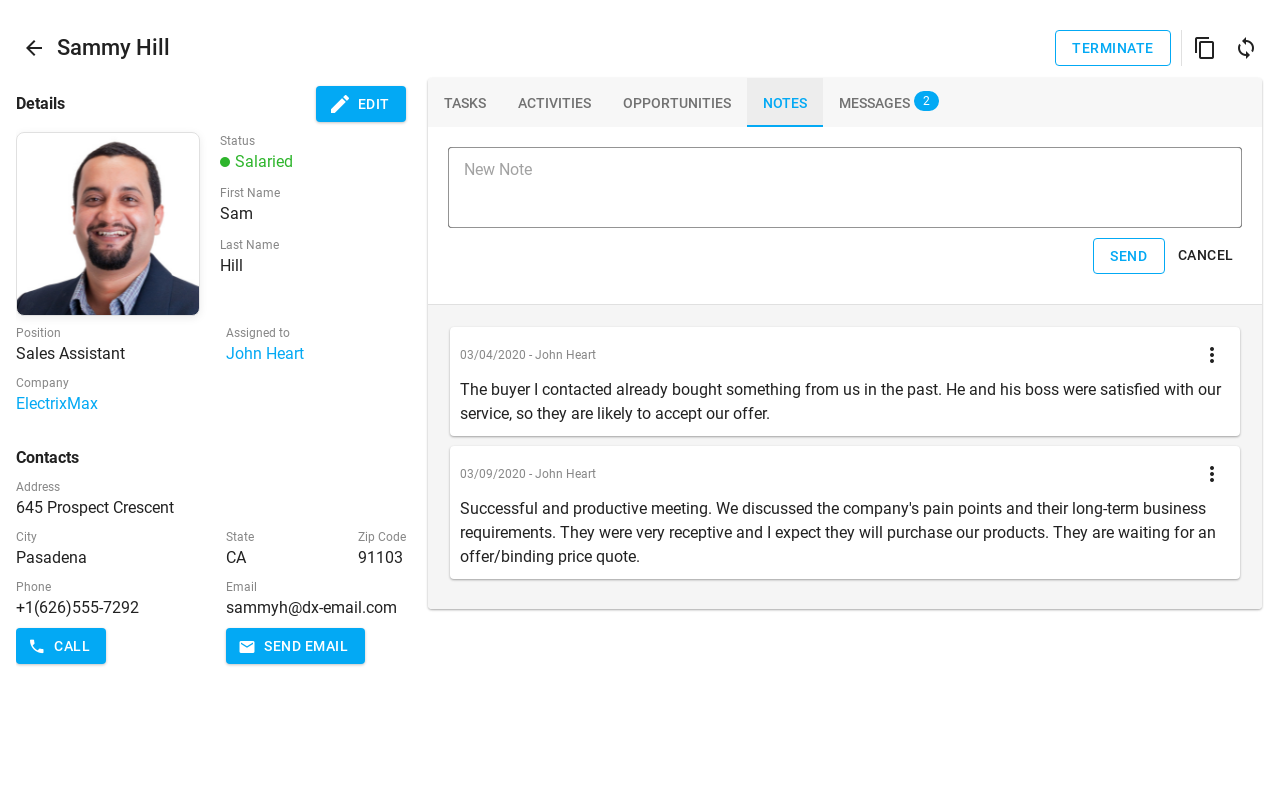 Sammy Hill
TERMINATE
Details
EDIT
Status
Salaried
First Name
Sam
Last Name
Hill
Position
Sales Assistant
Assigned to
John Heart
Company
ElectrixMax
Contacts
Address
645 Prospect Crescent
City
Pasadena
State
CA
Zip Code
91103
Phone
+1(626)555-7292
Email
sammyh@dx-email.com
CALL
SEND EMAIL
TASKS
ACTIVITIES
OPPORTUNITIES
NOTES
MESSAGES 2
New Note
SEND
CANCEL
03/04/2020 - John Heart
The buyer I contacted already bought something from us in the past. He and his boss were satisfied with our
service, so they are likely to accept our offer.
03/09/2020 - John Heart
Successful and productive meeting. We discussed the company's pain points and their long-term business
requirements. They were very receptive and I expect they will purchase our products. They are waiting for an
offer/binding price quote.